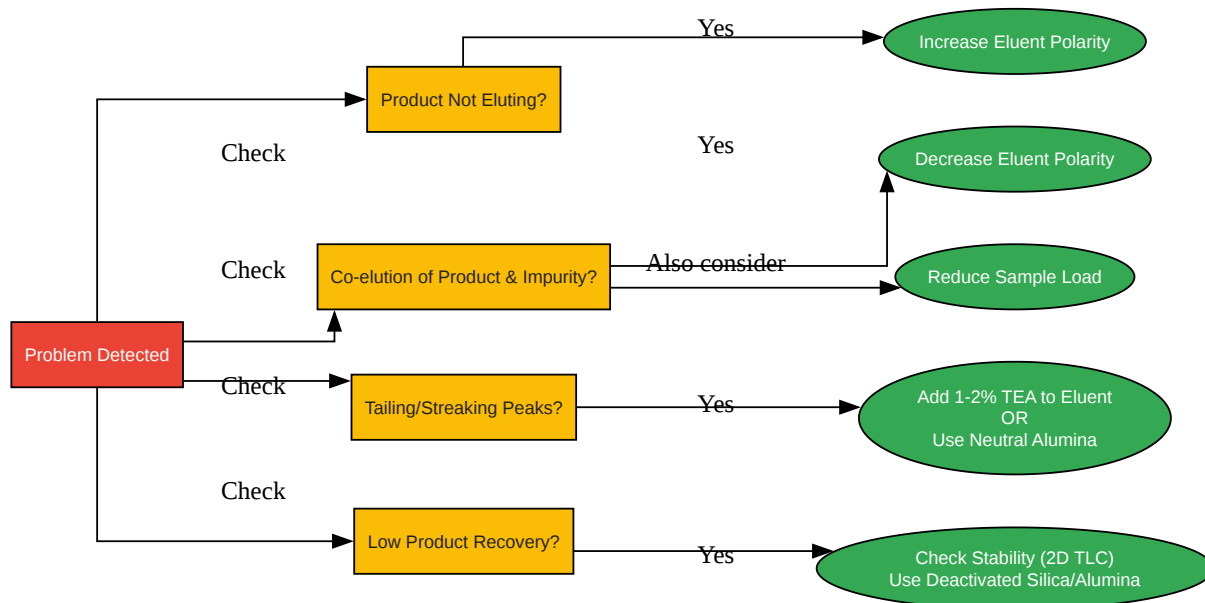 Yes
Increase Eluent Polarity
Product Not Eluting?
Check
Yes
Decrease Eluent Polarity
Check
Co-elution of Product & Impurity?
Also consider
Reduce Sample Load
Problem Detected
Check
Tailing/Streaking Peaks?
Yes
Add 1-2% TEA to Eluent
OR
Use Neutral Alumina
Check
Low Product Recovery?
Yes
Check Stability (2D TLC)
Use Deactivated Silica/Alumina